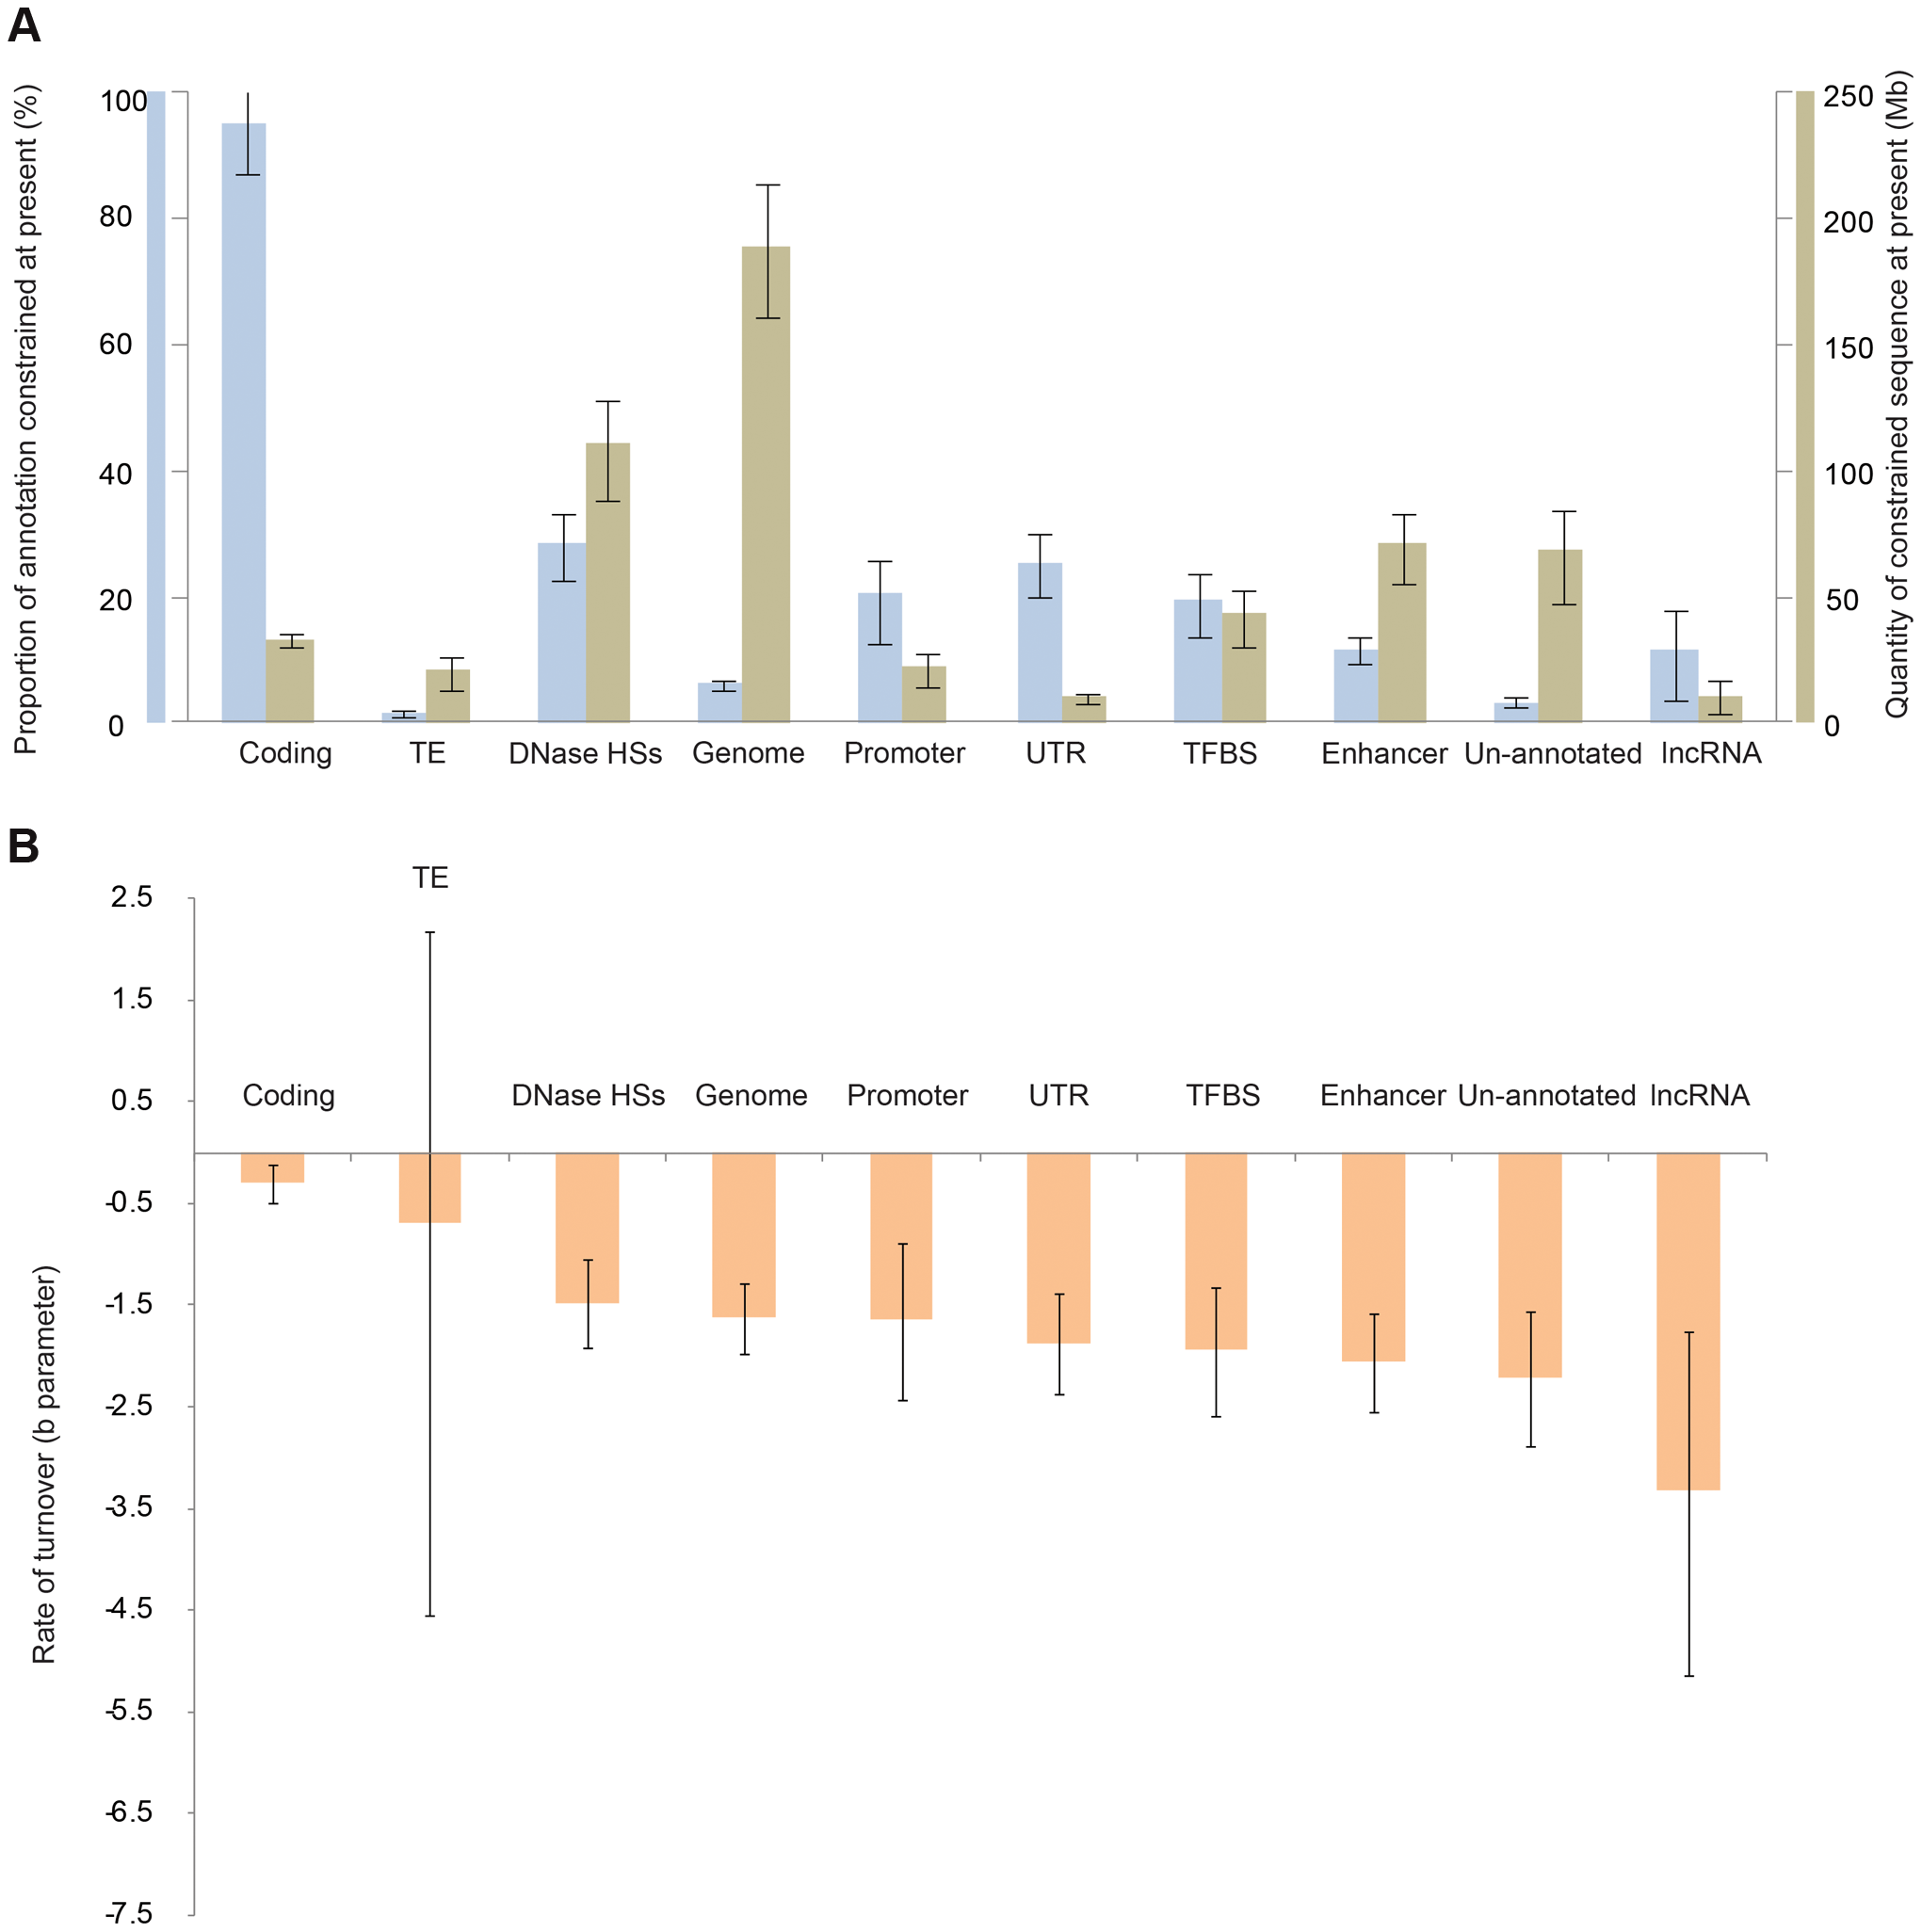 A
Proportion of annotation constrained at present (%)
100
80
60
40
20
0
250
200
150
100
50
0
Quantity of constrained sequence at present (Mb)
Coding TE DNase HSs Genome Promoter UTR TFBS Enhancer Un-annotated lncRNA
B
Rate of turnover (b parameter)
TE
2.5
1.5
0.5
-0.5
-1.5
-2.5
-3.5
-4.5
-5.5
-6.5
-7.5
Coding DNase HSs Genome Promoter UTR TFBS Enhancer Un-annotated lncRNA